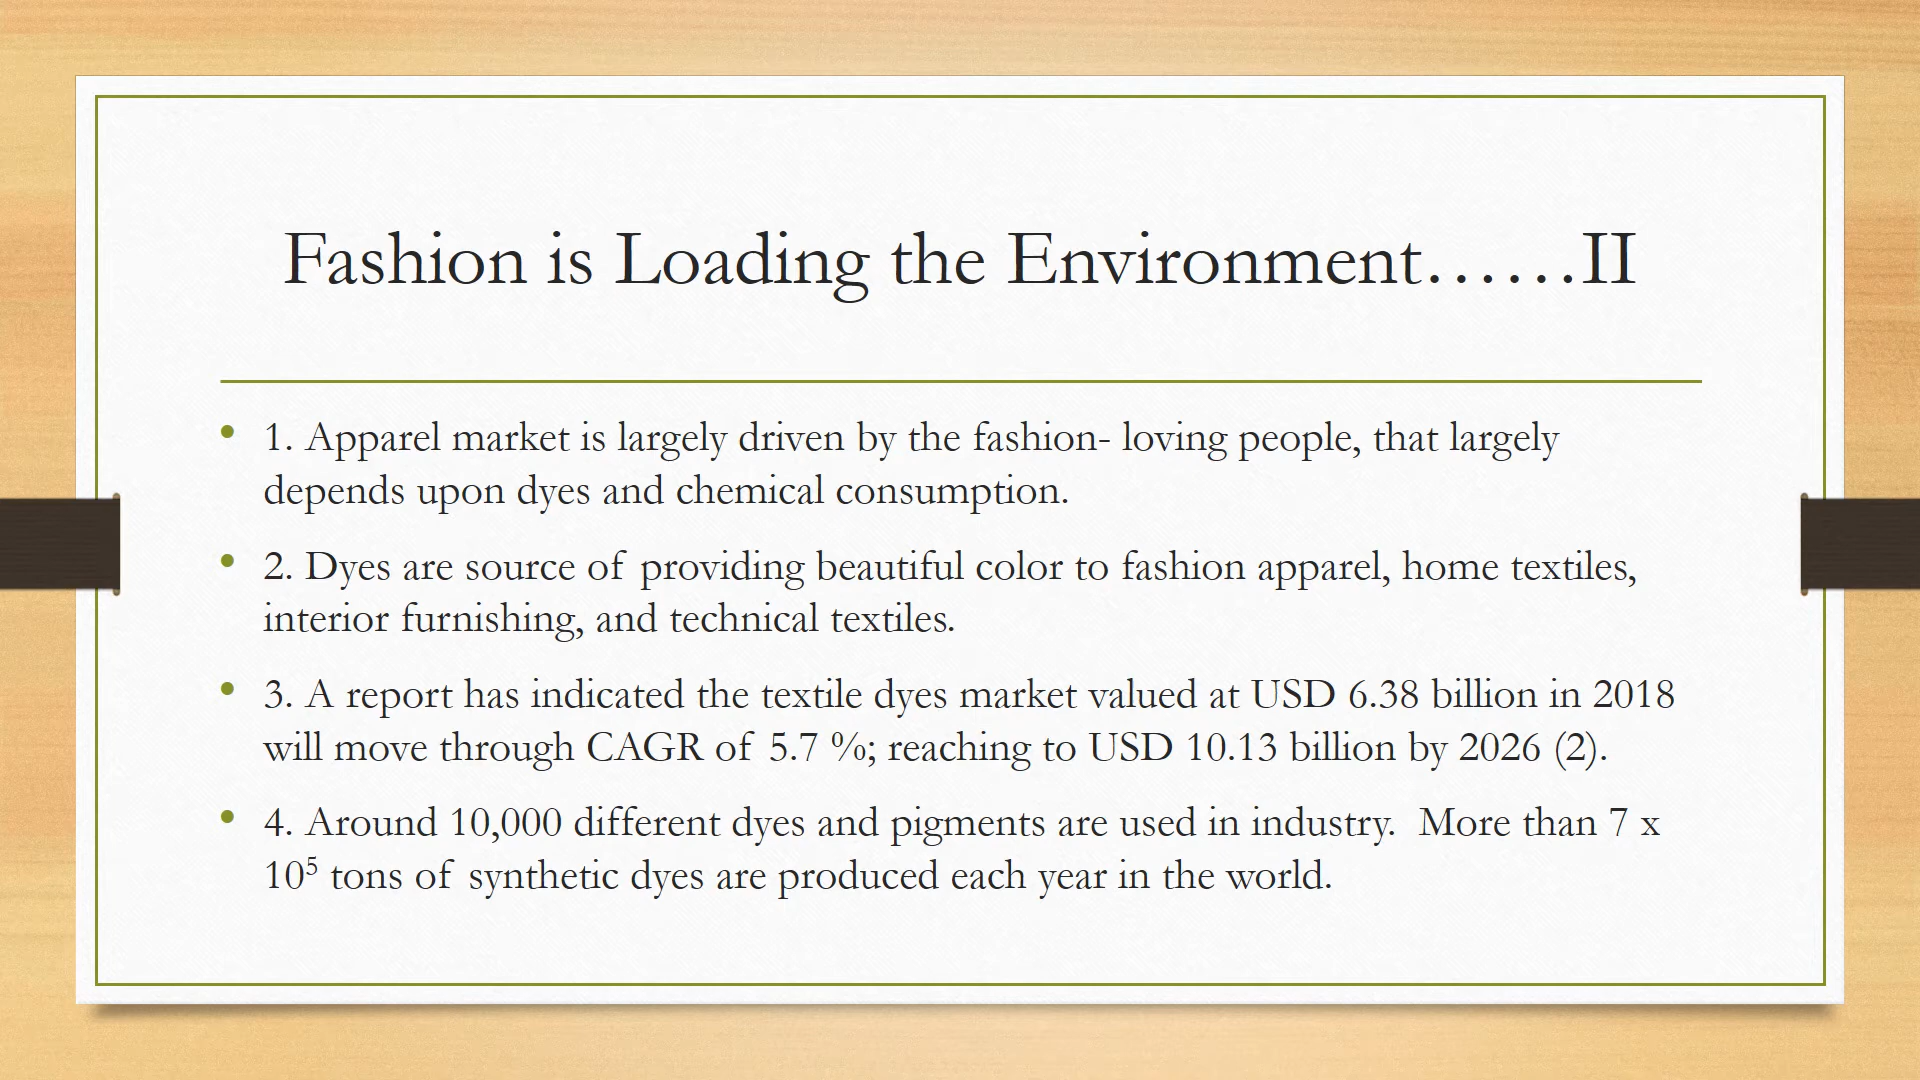 Fashion is Loading the Environment……II
• 1. Apparel market is largely driven by the fashion- loving people, that largely
depends upon dyes and chemical consumption.
• 2. Dyes are source of providing beautiful color to fashion apparel, home textiles,
interior furnishing, and technical textiles.
• 3. A report has indicated the textile dyes market valued at USD 6.38 billion in 2018
will move through CAGR of 5.7 %; reaching to USD 10.13 billion by 2026 (2).
• 4. Around 10,000 different dyes and pigments are used in industry.  More than 7 x
10⁵ tons of synthetic dyes are produced each year in the world.